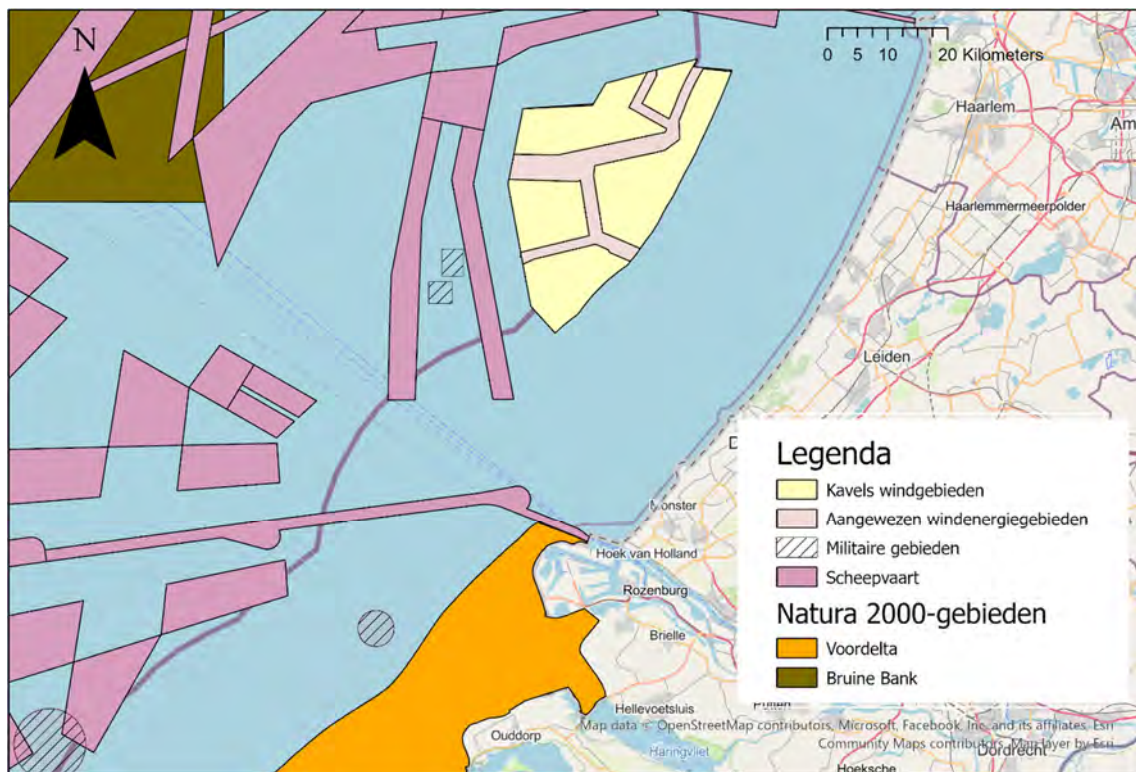 N
0 5 10 20 Kilometers
Haarlem
Am
Haarlemmermeerpolder
Leiden
D
Monster
Hoek van Holland
Rozenburg
Brielle
Hellevoetsluis
Ouddorp
Haringvliet
Dordrecht
Hoeksche
Legenda
Kavels windgebieden
Aangewezen windenergiegebieden
Militaire gebieden
Scheepvaart
Natura 2000-gebieden
Voordelta
Bruine Bank
Map data © OpenStreetMap contributors, Microsoft, Facebook, Inc. and its affiliates, Esri
Community Maps contributors, Map layer by Esri